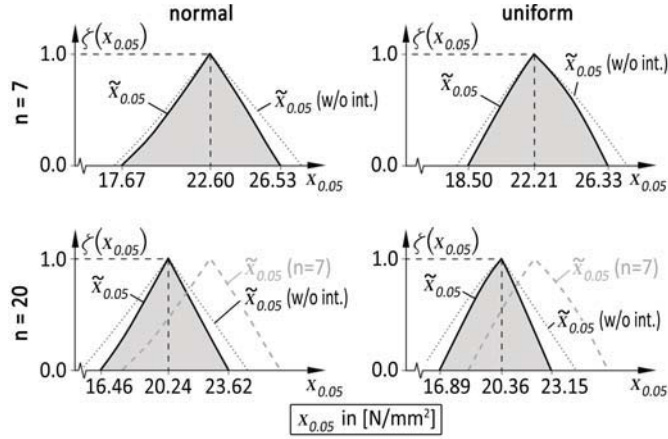 normal
uniform
n = 7
ζ(x₀.₀₅)
1.0
x̃₀.₀₅
x̃₀.₀₅ (w/o int.)
0.0
17.67 22.60 26.53 x₀.₀₅
ζ(x₀.₀₅)
1.0
x̃₀.₀₅
x̃₀.₀₅ (w/o int.)
0.0
18.50 22.21 26.33 x₀.₀₅
n = 20
ζ(x₀.₀₅)
1.0
x̃₀.₀₅ (n=7)
x̃₀.₀₅
x̃₀.₀₅ (w/o int.)
0.0
16.46 20.24 23.62 x₀.₀₅
ζ(x₀.₀₅)
1.0
x̃₀.₀₅ (n=7)
x̃₀.₀₅
x̃₀.₀₅ (w/o int.)
0.0
16.89 20.36 23.15 x₀.₀₅
x₀.₀₅ in [N/mm²]